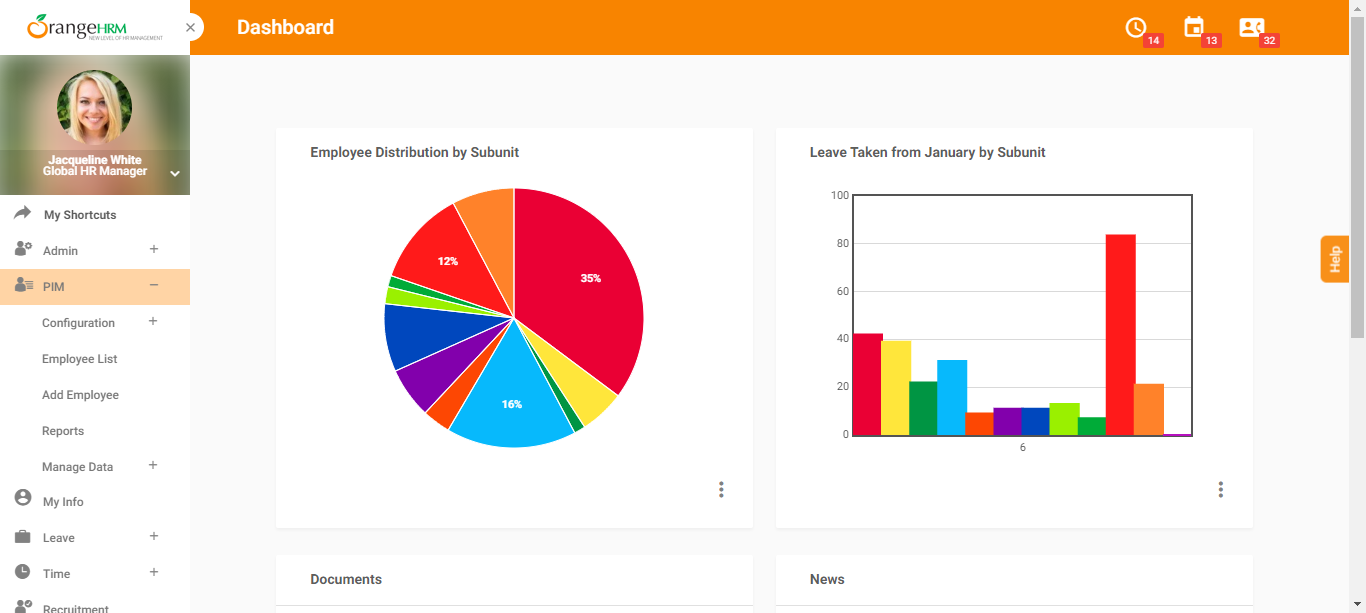 OrangeHRM
NEW LEVEL OF HR MANAGEMENT
Dashboard
14
13
32
Jacqueline White
Global HR Manager
My Shortcuts
Admin
PIM
Configuration
Employee List
Add Employee
Reports
Manage Data
My Info
Leave
Time
Recruitment
Employee Distribution by Subunit
35%
12%
16%
Leave Taken from January by Subunit
100
80
60
40
20
0
6
Help
Documents
News